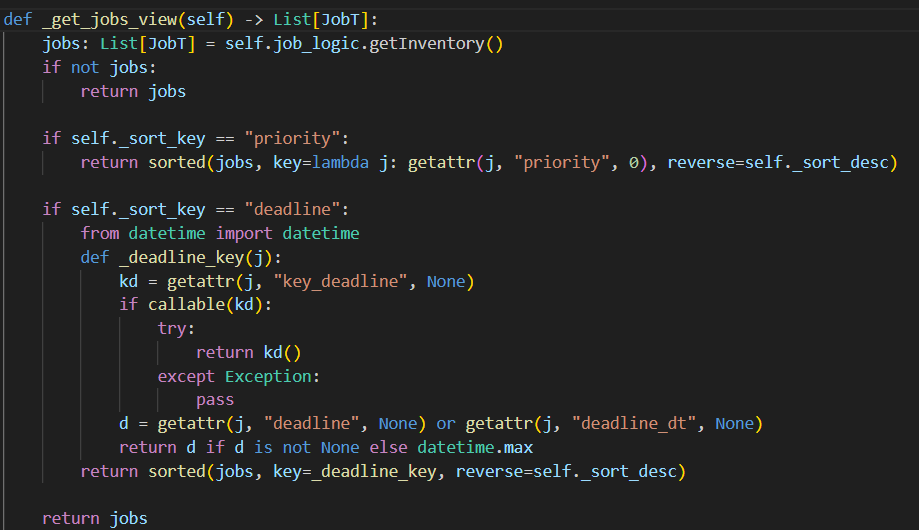 def _get_jobs_view(self) -> List[JobT]:
    jobs: List[JobT] = self.job_logic.getInventory()
    if not jobs:
        return jobs

    if self._sort_key == "priority":
        return sorted(jobs, key=lambda j: getattr(j, "priority", 0), reverse=self._sort_desc)

    if self._sort_key == "deadline":
        from datetime import datetime
        def _deadline_key(j):
            kd = getattr(j, "key_deadline", None)
            if callable(kd):
                try:
                    return kd()
                except Exception:
                    pass
            d = getattr(j, "deadline", None) or getattr(j, "deadline_dt", None)
            return d if d is not None else datetime.max
        return sorted(jobs, key=_deadline_key, reverse=self._sort_desc)

    return jobs